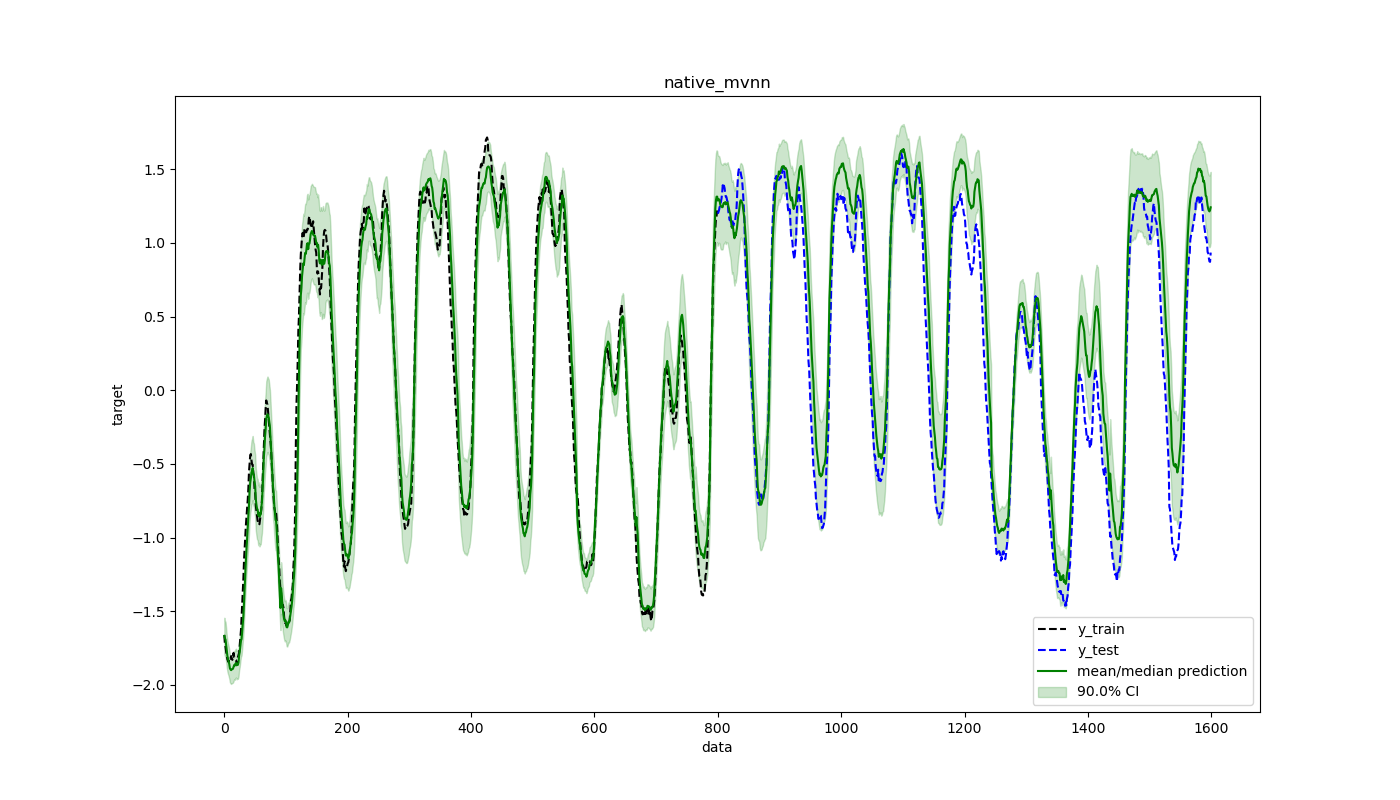 native_mvnn
target
1.5
1.0
0.5
0.0
−0.5
−1.0
−1.5
−2.0
0 200 400 600 800 1000 1200 1400 1600
data
y_train
y_test
mean/median prediction
90.0% CI